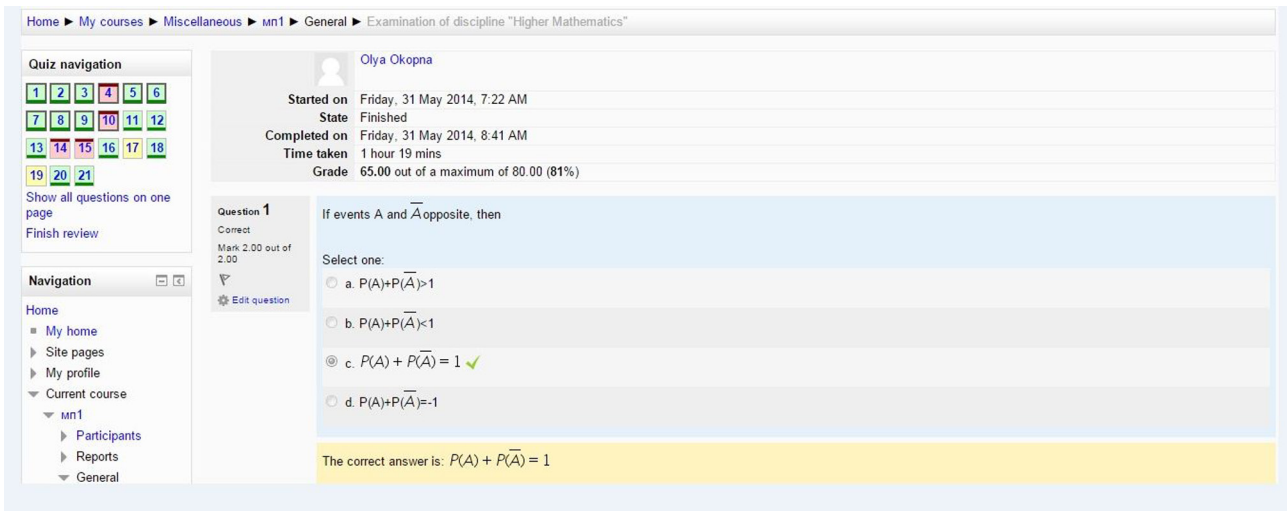 Home ► My courses ► Miscellaneous ► мп1 ► General ► Examination of discipline "Higher Mathematics"
Quiz navigation
1 2 3 4 5 6
7 8 9 10 11 12
13 14 15 16 17 18
19 20 21
Show all questions on one
page
Finish review
Navigation
Home
My home
Site pages
My profile
Current course
мп1
Participants
Reports
General
Olya Okopna
Started on Friday, 31 May 2014, 7:22 AM
State Finished
Completed on Friday, 31 May 2014, 8:41 AM
Time taken 1 hour 19 mins
Grade 65.00 out of a maximum of 80.00 (81%)
Question 1
Correct
Mark 2.00 out of
2.00
Edit question
If events A and A̅ opposite, then
Select one:
a. P(A)+P(A̅)>1
b. P(A)+P(A̅)<1
c. P(A) + P(A̅) = 1
d. P(A)+P(A̅)=-1
The correct answer is: P(A) + P(A̅) = 1